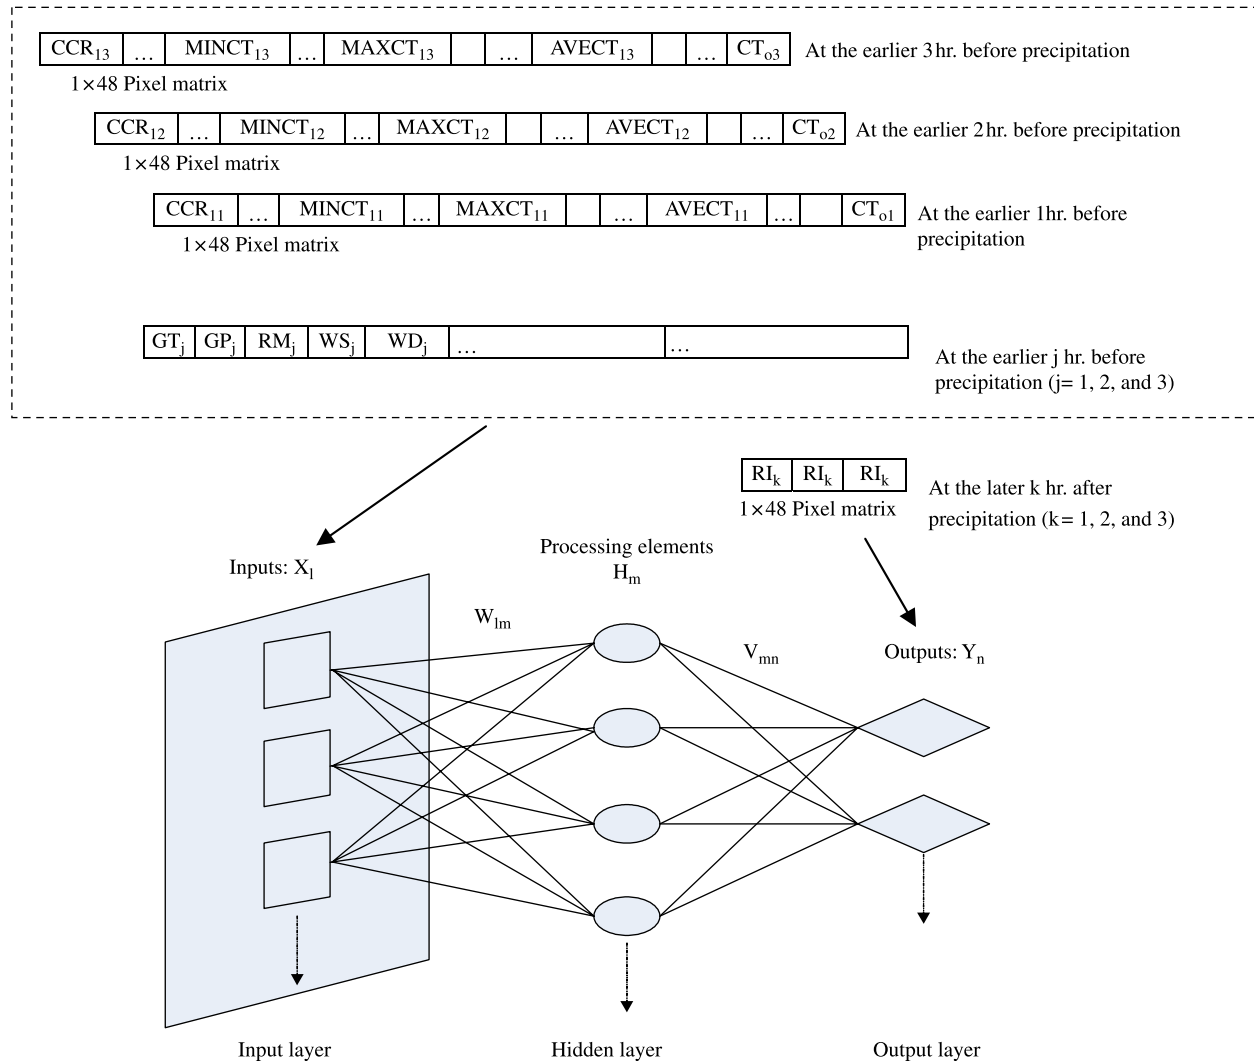 CCR13 … MINCT13 … MAXCT13 … AVECT13 … CTo3 At the earlier 3 hr. before precipitation
1×48 Pixel matrix
CCR12 … MINCT12 … MAXCT12 … AVECT12 … CTo2 At the earlier 2 hr. before precipitation
1×48 Pixel matrix
CCR11 … MINCT11 … MAXCT11 … AVECT11 … CTo1 At the earlier 1hr. before
precipitation
1×48 Pixel matrix
GTj GPj RMj WSj WDj … …
At the earlier j hr. before
precipitation (j= 1, 2, and 3)
RIk RIk RIk
1×48 Pixel matrix
At the later k hr. after
precipitation (k= 1, 2, and 3)
Inputs: Xl
Processing elements
Hm
Wlm
Vmn
Outputs: Yn
Input layer
Hidden layer
Output layer